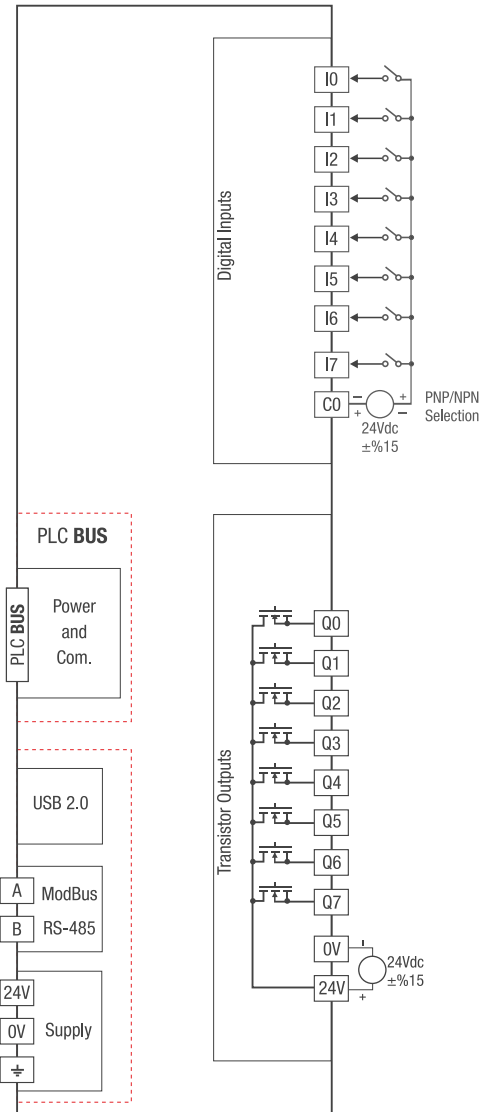 Digital Inputs
I0
I1
I2
I3
I4
I5
I6
I7
C0
− +
+ −
24Vdc
±%15
PNP/NPN
Selection
PLC BUS
PLC BUS
Power
and
Com.
USB 2.0
A
B
ModBus
RS-485
24V
0V
Supply
Transistor Outputs
Q0
Q1
Q2
Q3
Q4
Q5
Q6
Q7
0V
24V
-
+
24Vdc
±%15